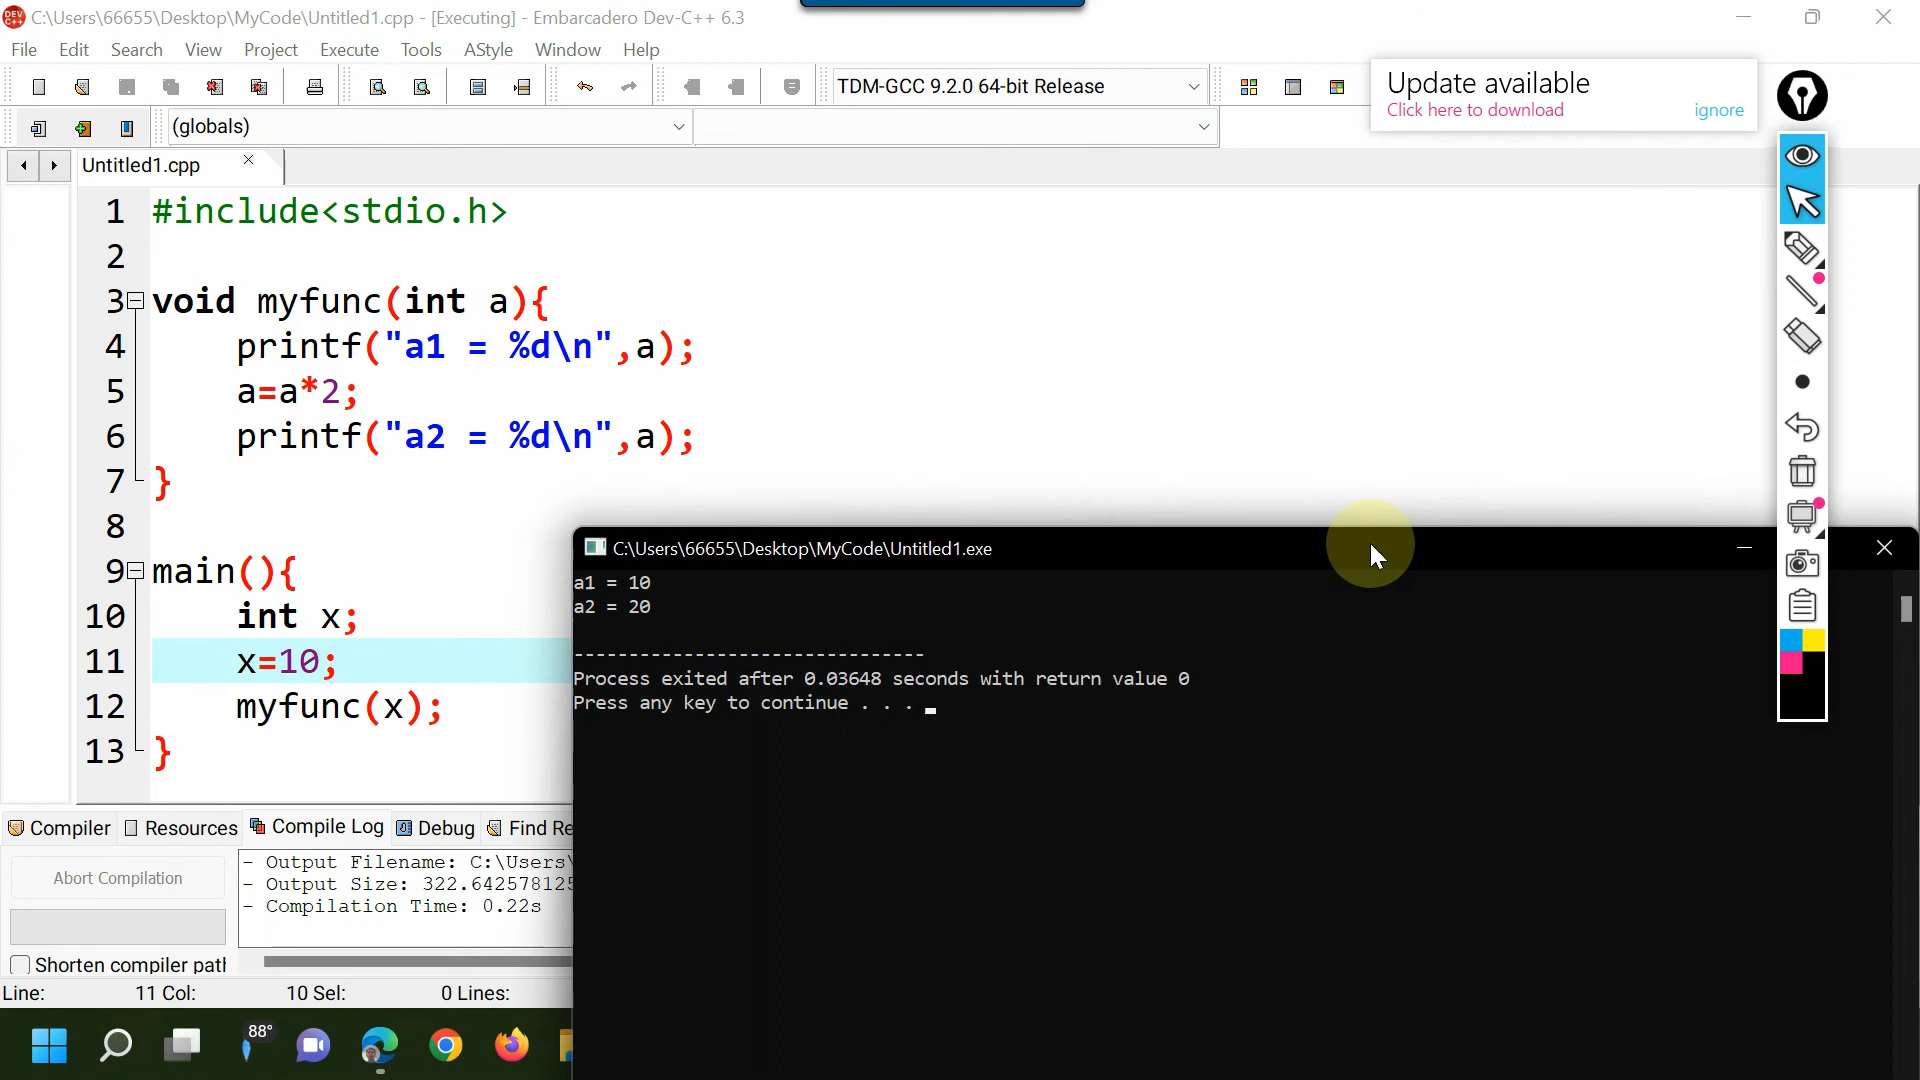 C:\Users\66655\Desktop\MyCode\Untitled1.cpp - [Executing] - Embarcadero Dev-C++ 6.3
File Edit Search View Project Execute Tools AStyle Window Help
TDM-GCC 9.2.0 64-bit Release
Update available
Click here to download ignore
(globals)
Untitled1.cpp
1 #include<stdio.h>
2
3 void myfunc(int a){
4 printf("a1 = %d\n",a);
5 a=a*2;
6 printf("a2 = %d\n",a);
7 }
8
9 main(){
10 int x;
11 x=10;
12 myfunc(x);
13 }
C:\Users\66655\Desktop\MyCode\Untitled1.exe
a1 = 10
a2 = 20
--------------------------------
Process exited after 0.03648 seconds with return value 0
Press any key to continue . . .
Compiler Resources Compile Log Debug Find Re
Abort Compilation
- Output Filename: C:\Users\
- Output Size: 322.642578125
- Compilation Time: 0.22s
Shorten compiler path
Line: 11 Col: 10 Sel: 0 Lines:
88°